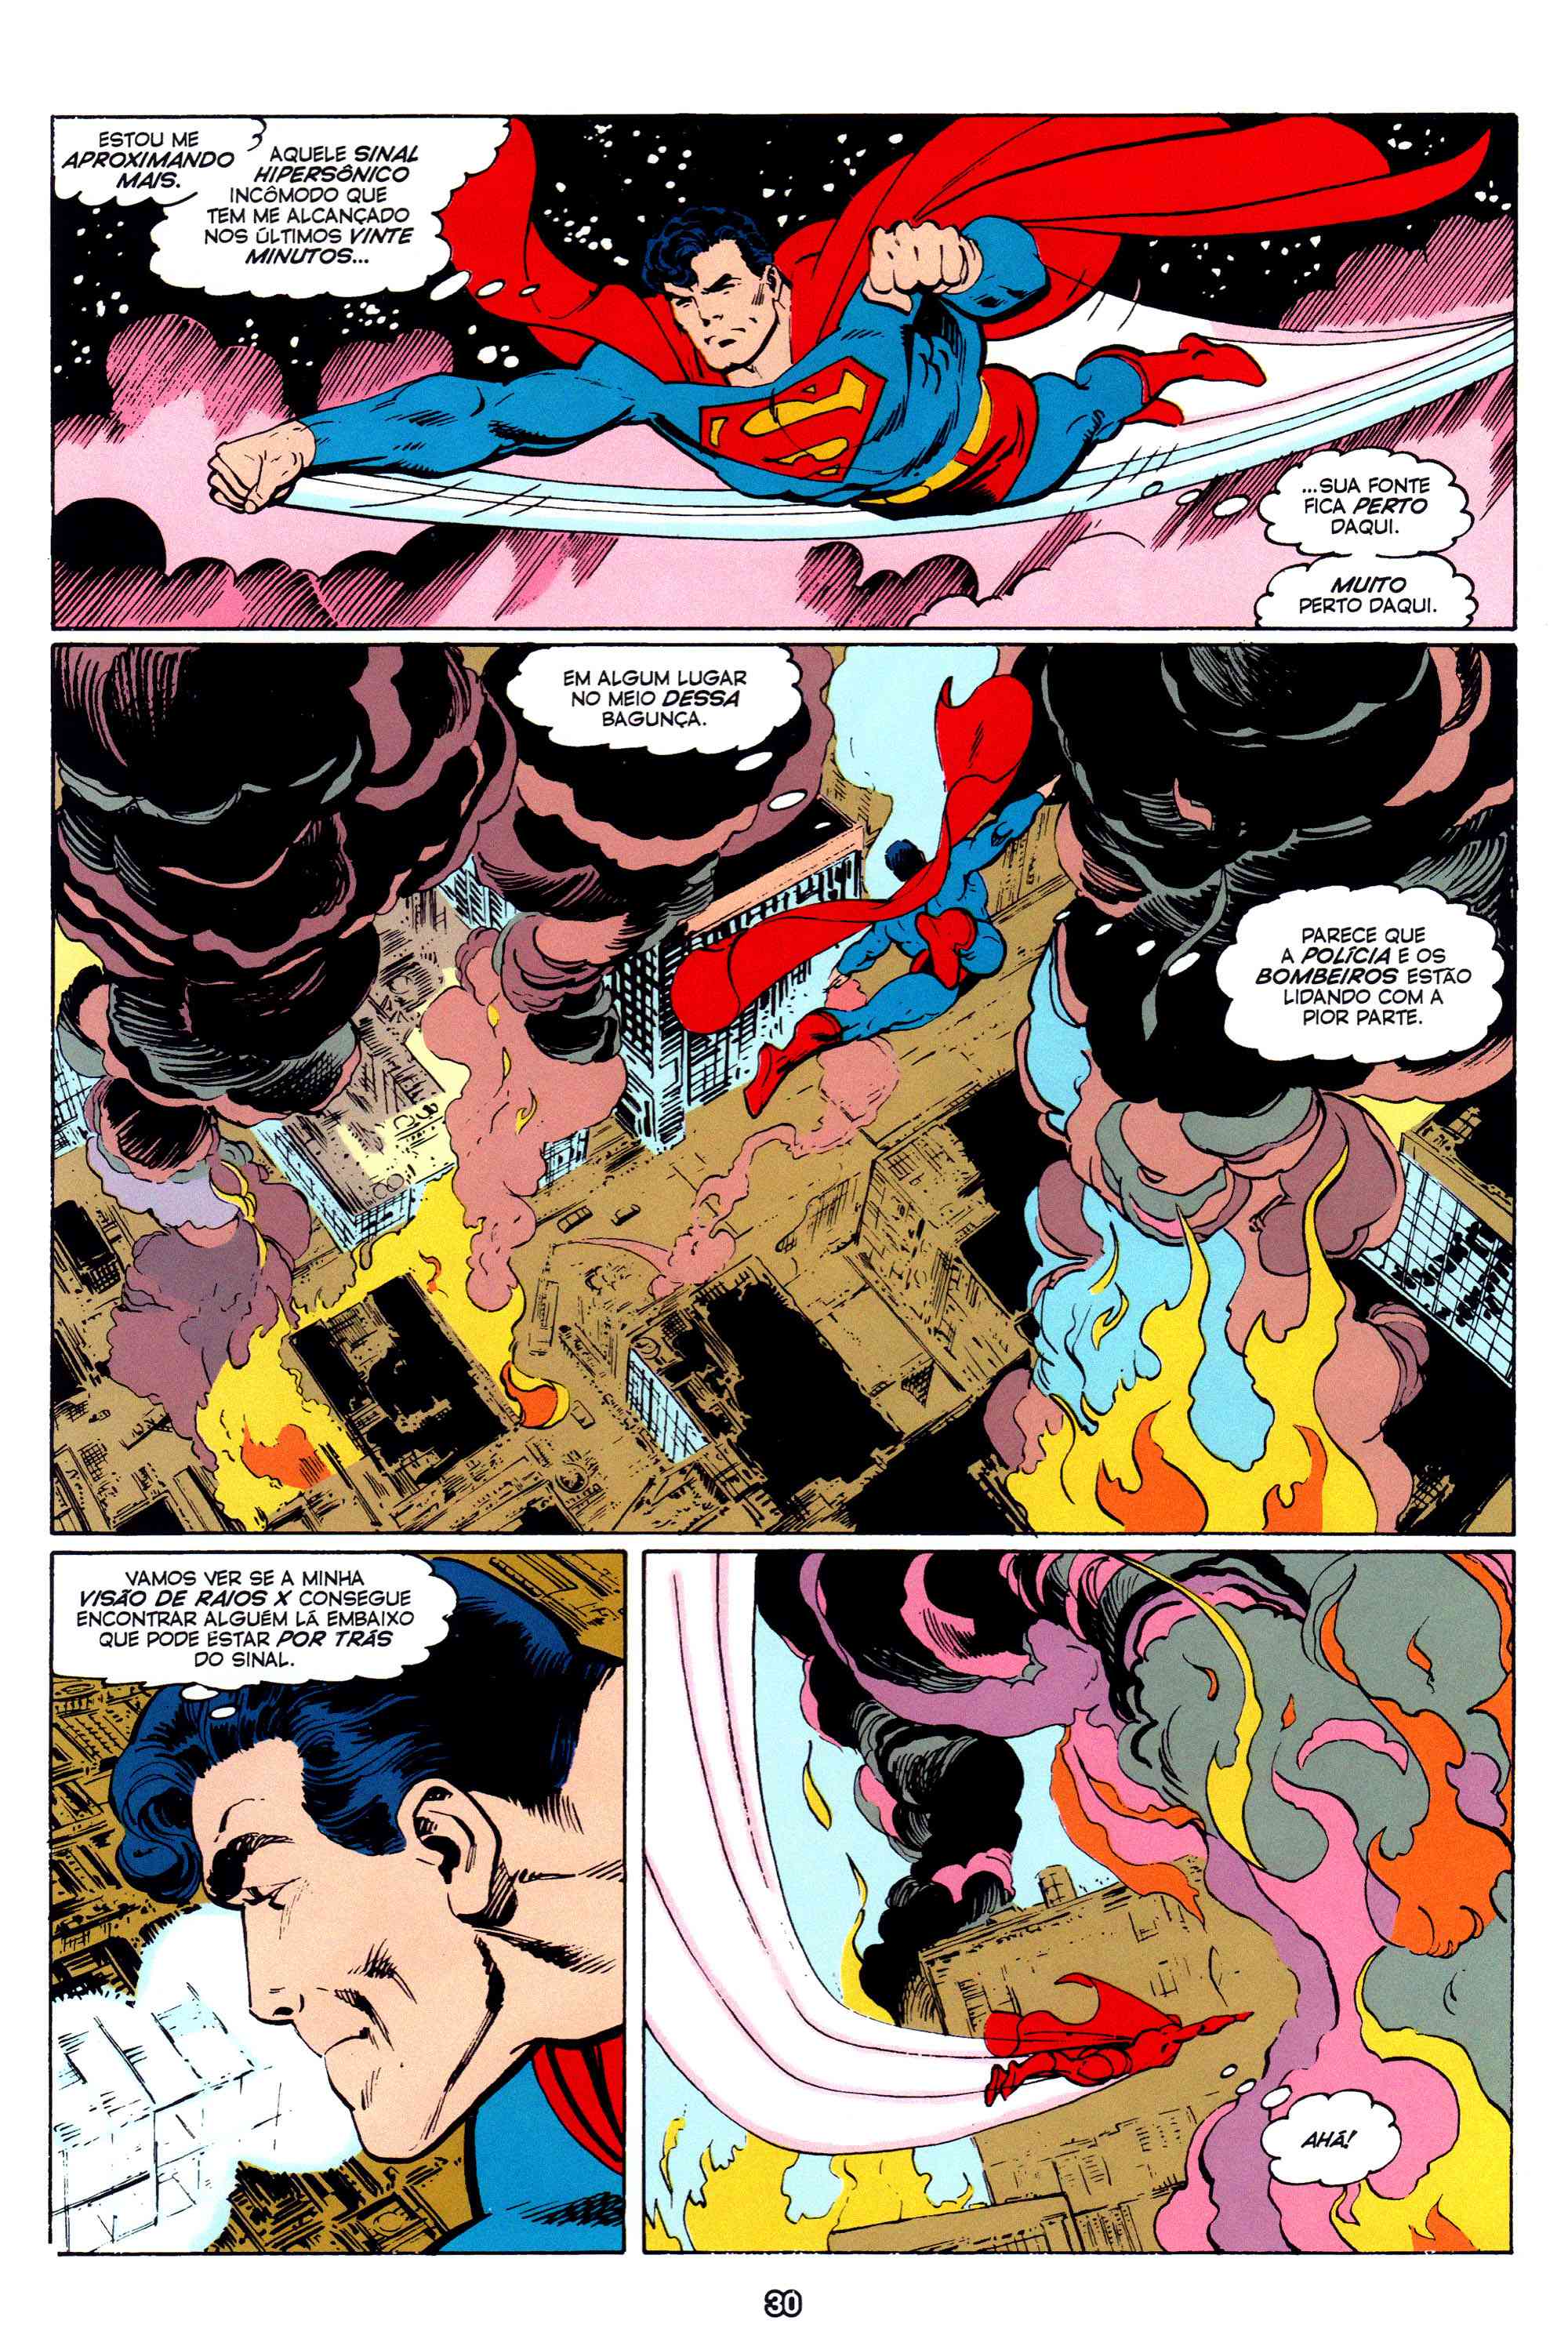 ESTOU ME
APROXIMANDO
MAIS.
AQUELE SINAL
HIPERSÔNICO
INCÔMODO QUE
TEM ME ALCANÇADO
NOS ÚLTIMOS VINTE
MINUTOS...
...SUA FONTE
FICA PERTO
DAQUI.
MUITO
PERTO DAQUI.
EM ALGUM LUGAR
NO MEIO DESSA
BAGUNÇA.
PARECE QUE
A POLÍCIA E OS
BOMBEIROS ESTÃO
LIDANDO COM A
PIOR PARTE.
VAMOS VER SE A MINHA
VISÃO DE RAIOS X CONSEGUE
ENCONTRAR ALGUÉM LÁ EMBAIXO
QUE PODE ESTAR POR TRÁS
DO SINAL.
AHÁ!
30